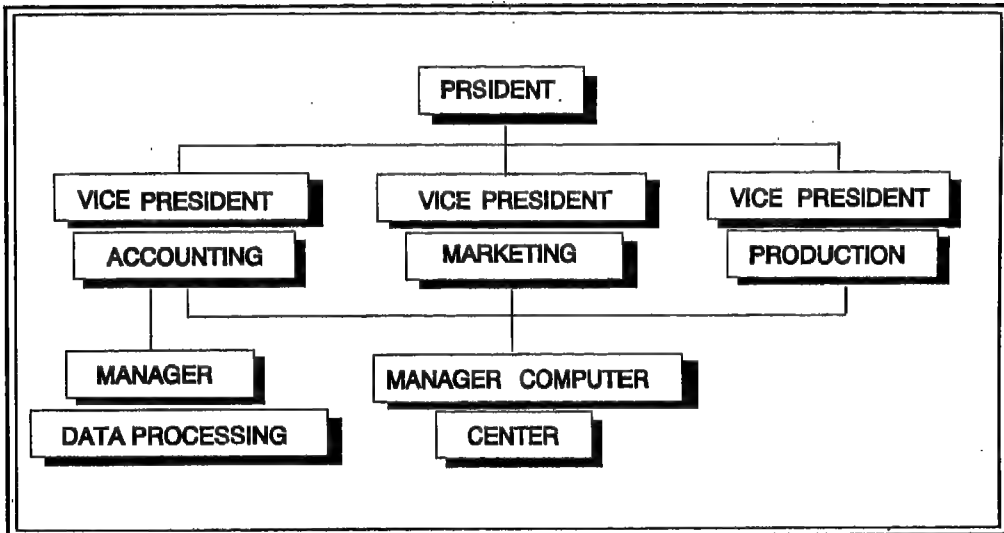 PRSIDENT
VICE PRESIDENT
ACCOUNTING
VICE PRESIDENT
MARKETING
VICE PRESIDENT
PRODUCTION
MANAGER
DATA PROCESSING
MANAGER COMPUTER
CENTER